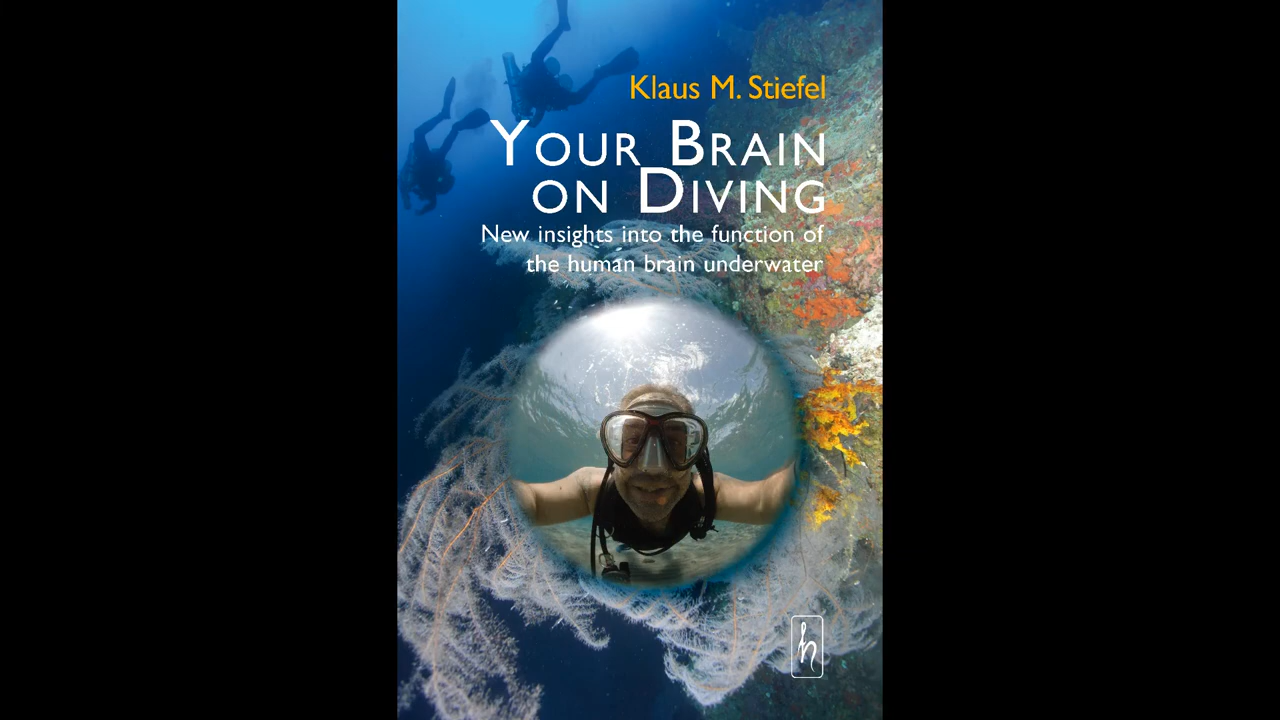 Klaus M. Stiefel
YOUR BRAIN
ON DIVING
New insights into the function of
the human brain underwater
h